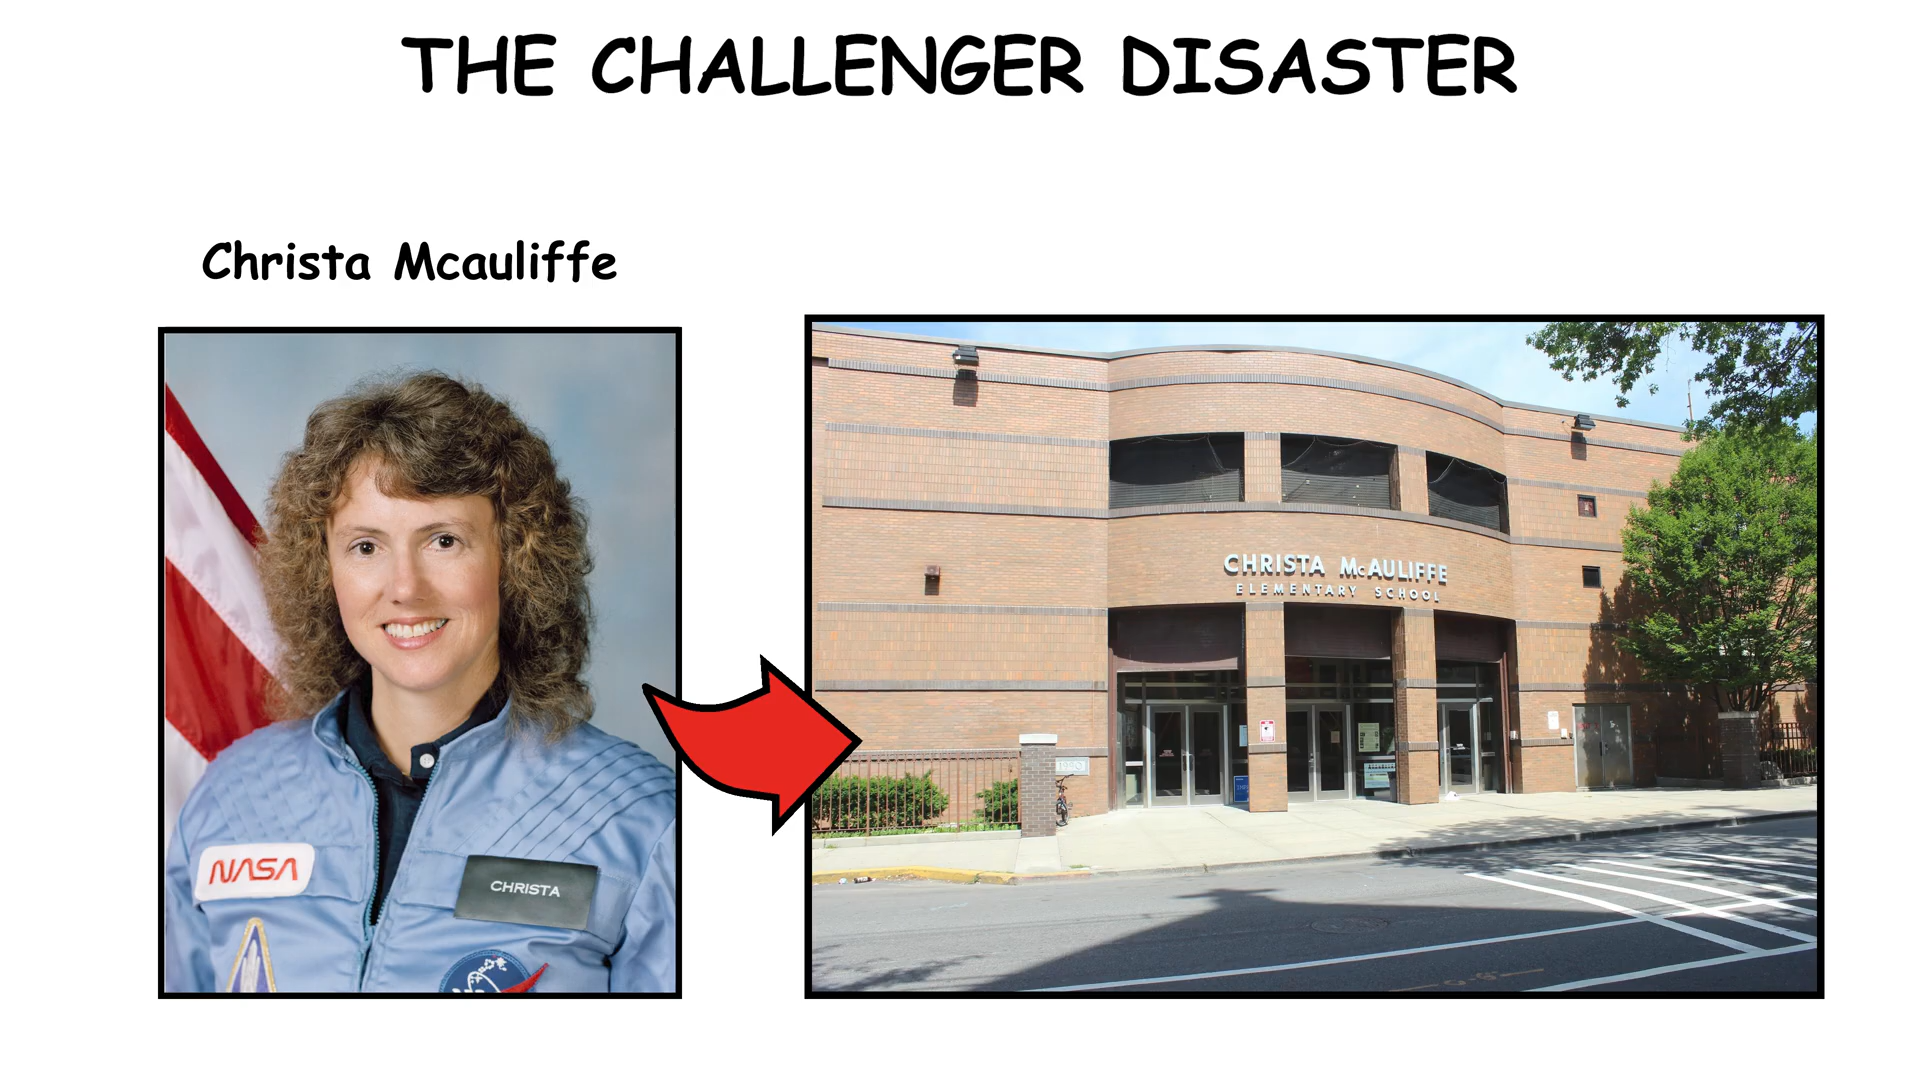 THE CHALLENGER DISASTER
Christa Mcauliffe
NASA
CHRISTA
CHRISTA McAULIFFE
ELEMENTARY SCHOOL